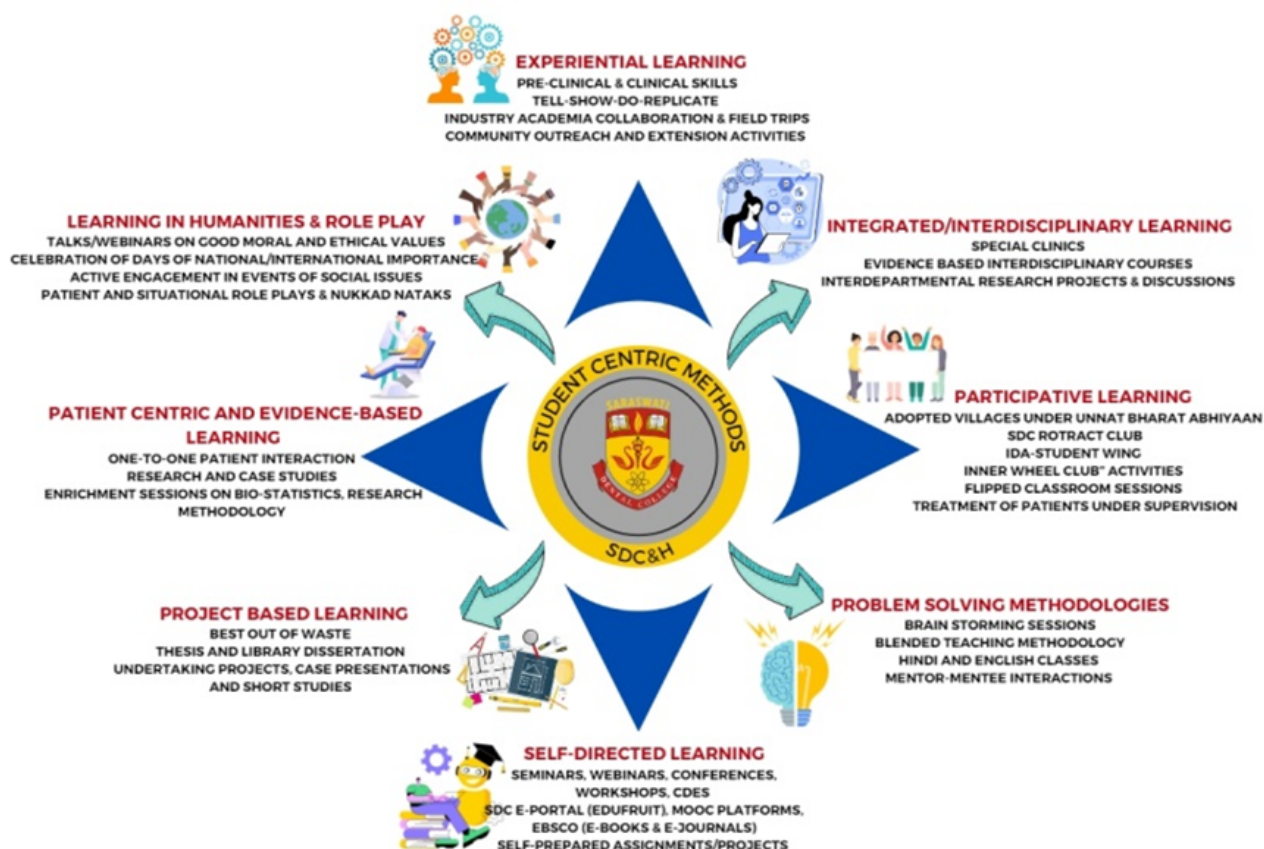 EXPERIENTIAL LEARNING
PRE-CLINICAL & CLINICAL SKILLS
TELL-SHOW-DO-REPLICATE
INDUSTRY ACADEMIA COLLABORATION & FIELD TRIPS
COMMUNITY OUTREACH AND EXTENSION ACTIVITIES
LEARNING IN HUMANITIES & ROLE PLAY
TALKS/WEBINARS ON GOOD MORAL AND ETHICAL VALUES
CELEBRATION OF DAYS OF NATIONAL/INTERNATIONAL IMPORTANCE
ACTIVE ENGAGEMENT IN EVENTS OF SOCIAL ISSUES
PATIENT AND SITUATIONAL ROLE PLAYS & NUKKAD NATAKS
INTEGRATED/INTERDISCIPLINARY LEARNING
SPECIAL CLINICS
EVIDENCE BASED INTERDISCIPLINARY COURSES
INTERDEPARTMENTAL RESEARCH PROJECTS & DISCUSSIONS
PATIENT CENTRIC AND EVIDENCE-BASED
LEARNING
ONE-TO-ONE PATIENT INTERACTION
RESEARCH AND CASE STUDIES
ENRICHMENT SESSIONS ON BIO-STATISTICS, RESEARCH
METHODOLOGY
STUDENT CENTRIC METHODS
SARASWATI
DENTAL COLLEGE
SDC&H
PARTICIPATIVE LEARNING
ADOPTED VILLAGES UNDER UNNAT BHARAT ABHIYAAN
SDC ROTRACT CLUB
IDA-STUDENT WING
INNER WHEEL CLUB" ACTIVITIES
FLIPPED CLASSROOM SESSIONS
TREATMENT OF PATIENTS UNDER SUPERVISION
PROJECT BASED LEARNING
BEST OUT OF WASTE
THESIS AND LIBRARY DISSERTATION
UNDERTAKING PROJECTS, CASE PRESENTATIONS
AND SHORT STUDIES
PROBLEM SOLVING METHODOLOGIES
BRAIN STORMING SESSIONS
BLENDED TEACHING METHODOLOGY
HINDI AND ENGLISH CLASSES
MENTOR-MENTEE INTERACTIONS
SELF-DIRECTED LEARNING
SEMINARS, WEBINARS, CONFERENCES,
WORKSHOPS, CDES
SDC E-PORTAL (EDUFRUIT), MOOC PLATFORMS,
EBSCO (E-BOOKS & E-JOURNALS)
SELF-PREPARED ASSIGNMENTS/PROJECTS